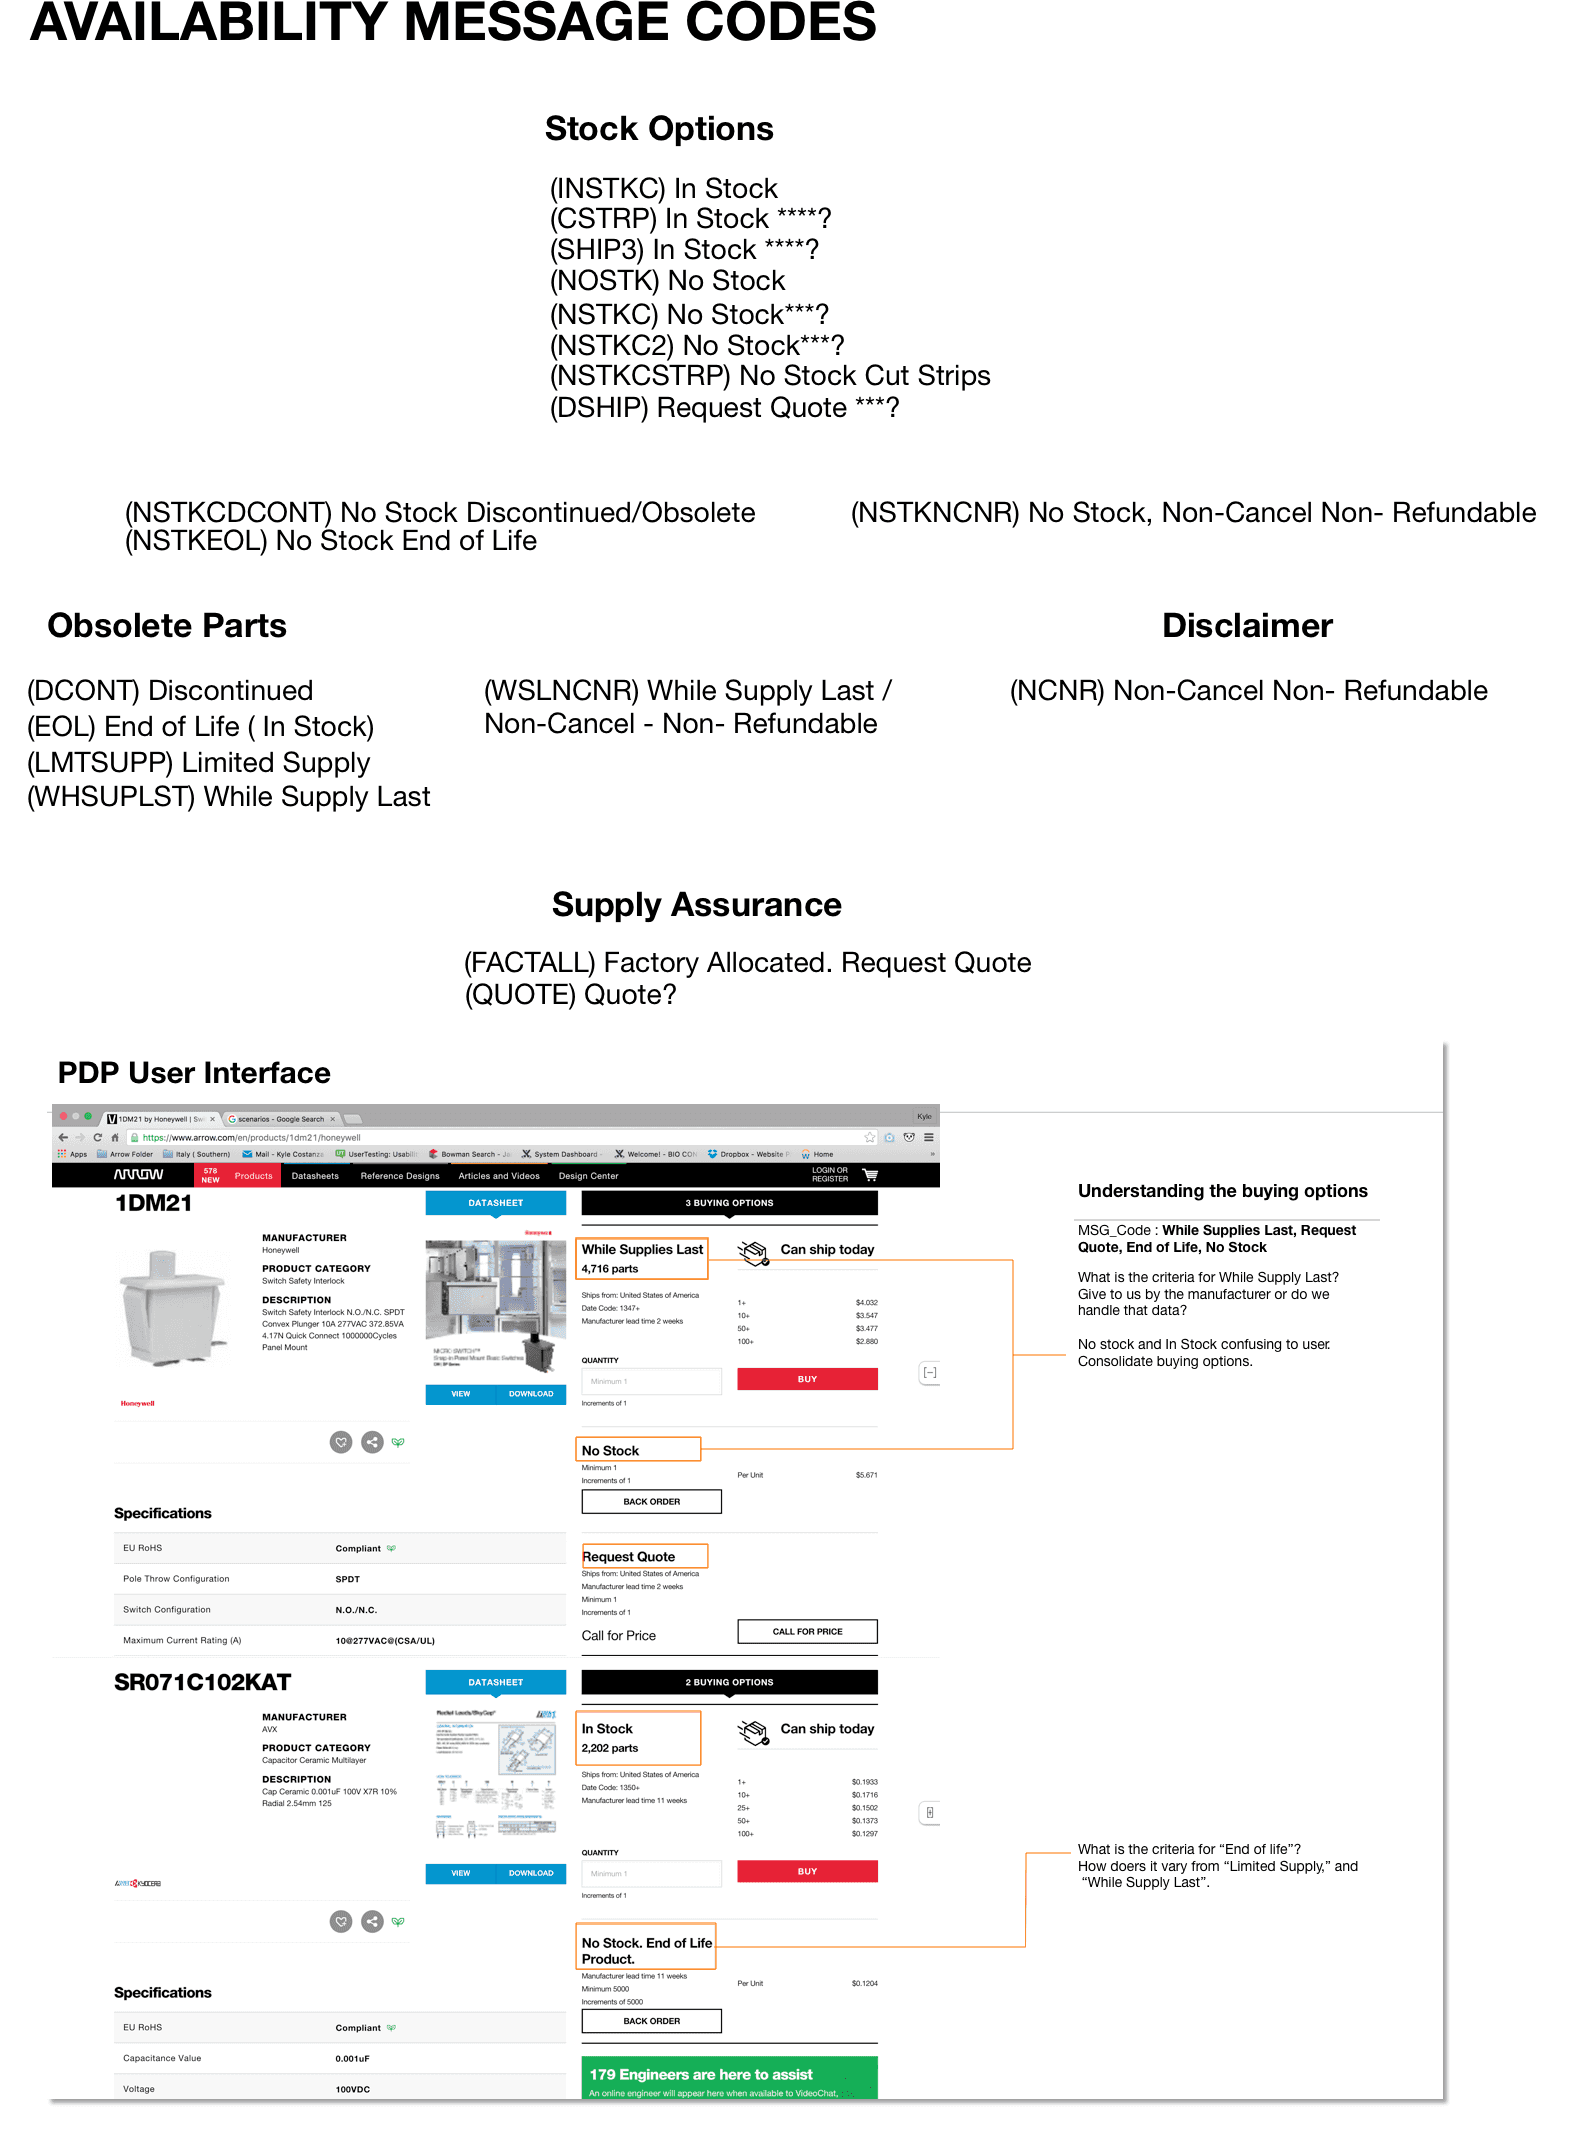 AVAILABILITY MESSAGE CODES
Stock Options
(INSTKC) In Stock
(CSTRP) In Stock ****?
(SHIP3) In Stock ****?
(NOSTK) No Stock
(NSTKC) No Stock***?
(NSTKC2) No Stock***?
(NSTKCSTRP) No Stock Cut Strips
(DSHIP) Request Quote ***?
(NSTKCDCONT) No Stock Discontinued/Obsolete
(NSTKEOL) No Stock End of Life
(NSTKNCNR) No Stock, Non-Cancel Non- Refundable
Obsolete Parts
(DCONT) Discontinued
(EOL) End of Life ( In Stock)
(LMTSUPP) Limited Supply
(WHSUPLST) While Supply Last
(WSLNCNR) While Supply Last /
Non-Cancel - Non- Refundable
Disclaimer
(NCNR) Non-Cancel Non- Refundable
Supply Assurance
(FACTALL) Factory Allocated. Request Quote
(QUOTE) Quote?
PDP User Interface
1DM21 by Honeywell | Swi
scenarios - Google Search
Kyle
https://www.arrow.com/en/products/1dm21/honeywell
Apps
Arrow Folder
Italy ( Southern)
Mail - Kyle Costanza
UserTesting: Usabili
Bowman Search - Je
System Dashboard -
Welcome! - BIO CON
Dropbox - Website P
Home
»
ARROW
578
NEW
Products
Datasheets
Reference Designs
Articles and Videos
Design Center
LOGIN OR
REGISTER
1DM21
MANUFACTURER
Honeywell
PRODUCT CATEGORY
Switch Safety Interlock
DESCRIPTION
Switch Safety Interlock N.O./N.C. SPDT
Convex Plunger 10A 277VAC 372.85VA
4.17N Quick Connect 1000000Cycles
Panel Mount
Honeywell
DATASHEET
Honeywell
MICRO SWITCH™
Snap-in Panel Mount Basic Switches
VIEW
DOWNLOAD
3 BUYING OPTIONS
While Supplies Last
4,716 parts
Can ship today
Ships from: United States of America
Date Code: 1347+
Manufacturer lead time 2 weeks
1+ $4.032
10+ $3.547
50+ $3.477
100+ $2.880
QUANTITY
Minimum 1
Increments of 1
BUY
[−]
No Stock
Minimum 1
Increments of 1
Per Unit $5.671
BACK ORDER
Request Quote
Ships from: United States of America
Manufacturer lead time 2 weeks
Minimum 1
Increments of 1
Call for Price
CALL FOR PRICE
Specifications
EU RoHS Compliant
Pole Throw Configuration SPDT
Switch Configuration N.O./N.C.
Maximum Current Rating (A) 10@277VAC@(CSA/UL)
Understanding the buying options
MSG_Code : While Supplies Last, Request
Quote, End of Life, No Stock
What is the criteria for While Supply Last?
Give to us by the manufacturer or do we
handle that data?
No stock and In Stock confusing to user.
Consolidate buying options.
SR071C102KAT
MANUFACTURER
AVX
PRODUCT CATEGORY
Capacitor Ceramic Multilayer
DESCRIPTION
Cap Ceramic 0.001uF 100V X7R 10%
Radial 2.54mm 125
DATASHEET
VIEW
DOWNLOAD
2 BUYING OPTIONS
In Stock
2,202 parts
Can ship today
Ships from: United States of America
Date Code: 1350+
Manufacturer lead time 11 weeks
1+ $0.1933
10+ $0.1716
25+ $0.1502
50+ $0.1373
100+ $0.1297
QUANTITY
Minimum 1
Increments of 1
BUY
No Stock. End of Life
Product.
Manufacturer lead time 11 weeks
Minimum 5000
Increments of 5000
Per Unit $0.1204
BACK ORDER
Specifications
EU RoHS Compliant
Capacitance Value 0.001uF
Voltage 100VDC
179 Engineers are here to assist
An online engineer will appear here when available to VideoChat,
What is the criteria for “End of life”?
How doers it vary from “Limited Supply,” and
“While Supply Last”.